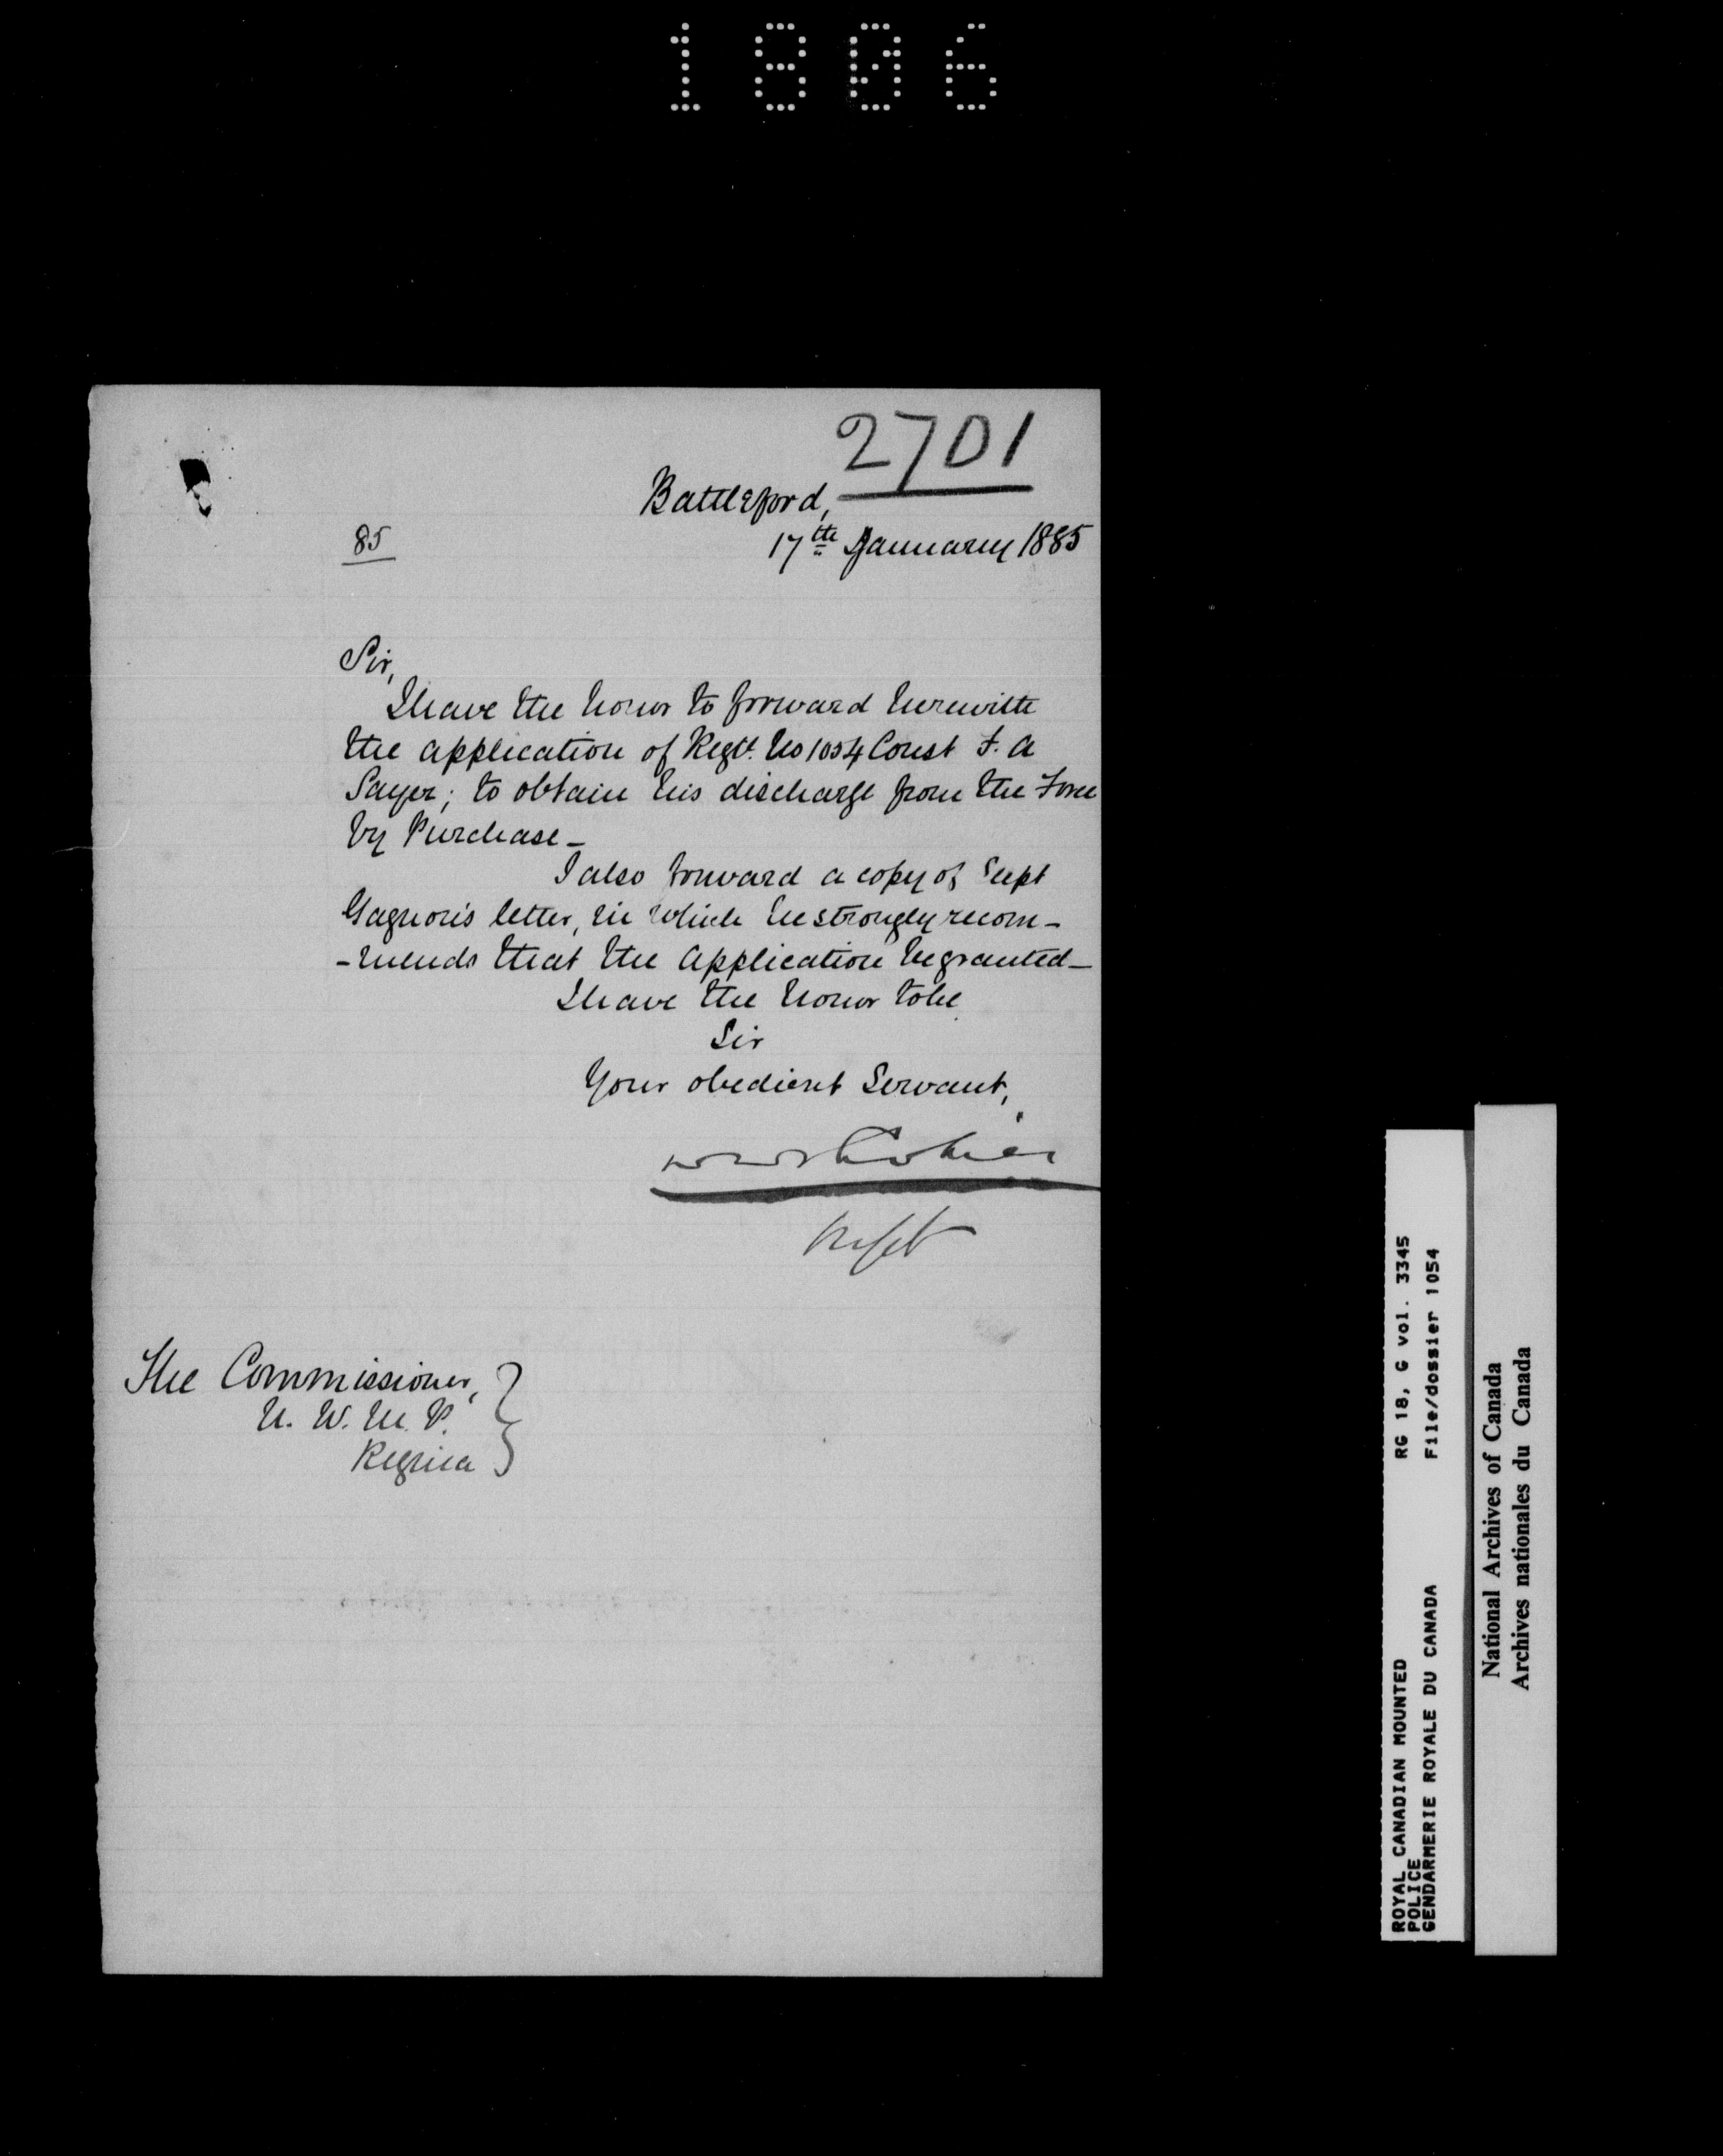 1806
2701
Battleford,
85
17th January 1885
Sir,
I have the honor to forward herewith
the application of Regtl. No 1054 Const F. A
Sayer; to obtain his discharge from the Force
by Purchase_
I also forward a copy of Supt
Gagnon's letter, in which he strongly recom-
-mends that the application be granted_
I have the honor to be
Sir
Your obedient Servant,
Supt
The Commissioner,
N. W. M. P.
Regina
ROYAL CANADIAN MOUNTED
POLICE
GENDARMERIE ROYALE DU CANADA
RG 18, G vol. 3345
File/dossier 1054
National Archives of Canada
Archives nationales du Canada